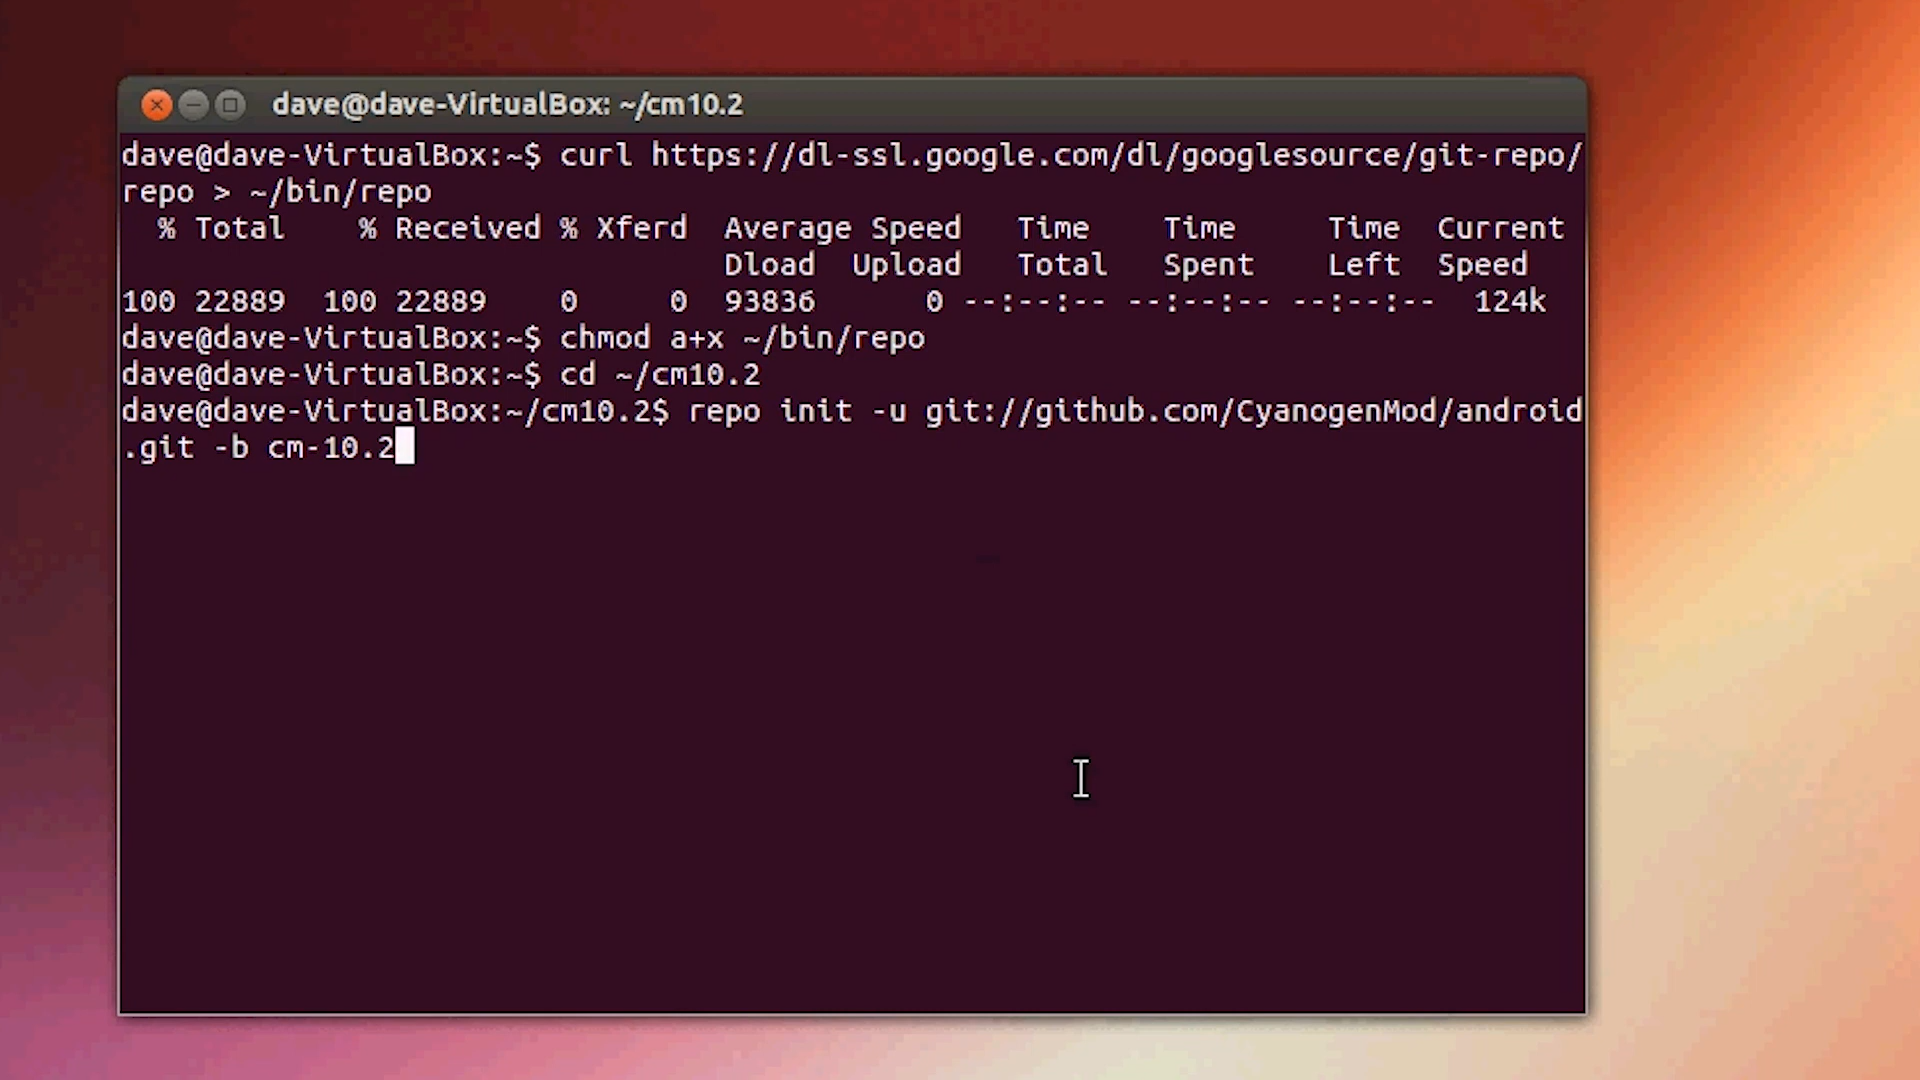 dave@dave-VirtualBox: ~/cm10.2
dave@dave-VirtualBox:~$ curl https://dl-ssl.google.com/dl/googlesource/git-repo/
repo > ~/bin/repo
  % Total    % Received % Xferd  Average Speed   Time    Time     Time  Current
                                 Dload  Upload   Total   Spent    Left  Speed
100 22889  100 22889    0     0  93836      0 --:--:-- --:--:-- --:--:--  124k
dave@dave-VirtualBox:~$ chmod a+x ~/bin/repo
dave@dave-VirtualBox:~$ cd ~/cm10.2
dave@dave-VirtualBox:~/cm10.2$ repo init -u git://github.com/CyanogenMod/android
.git -b cm-10.2